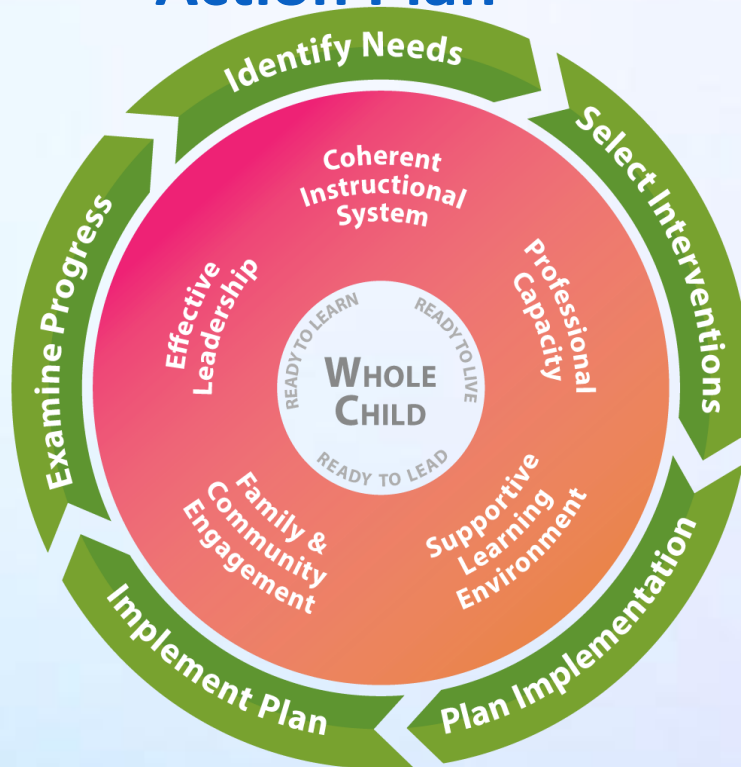 Action Plan
Identify Needs
Select Interventions
Plan Implementation
Implement Plan
Examine Progress
Coherent
Instructional
System
Professional
Capacity
Supportive
Learning
Environment
Family &
Community
Engagement
Effective
Leadership
READY TO LEARN
READY TO LIVE
READY TO LEAD
WHOLE
CHILD